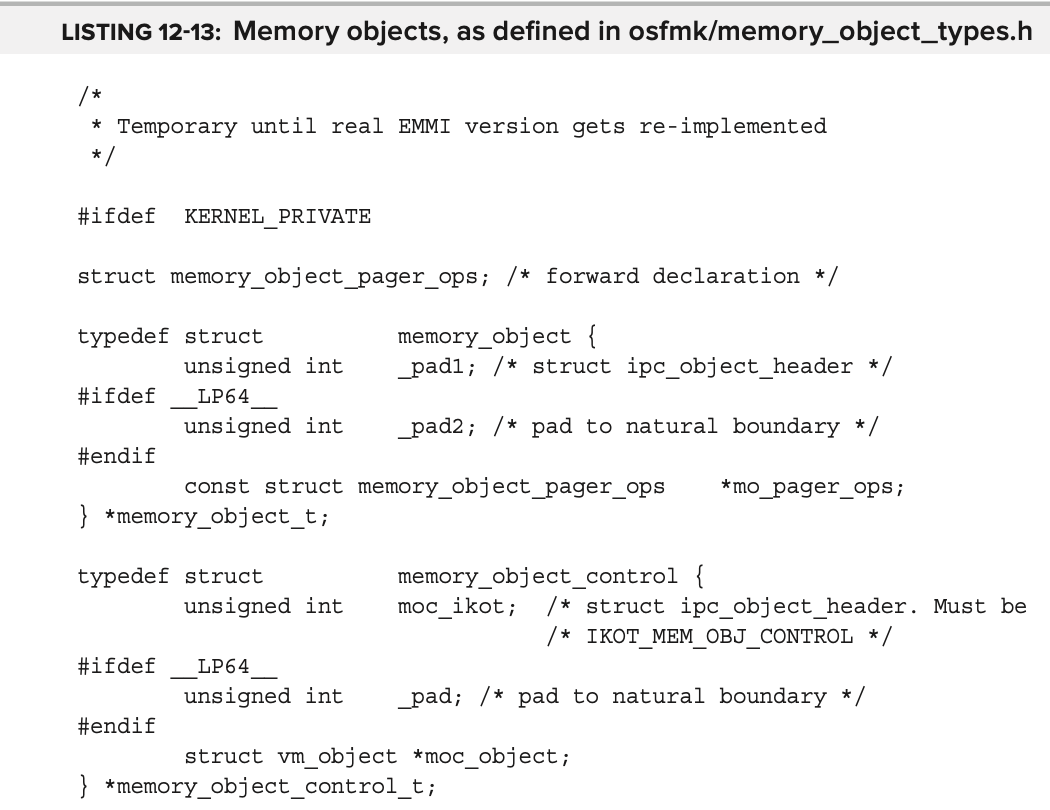 LISTING 12-13: Memory objects, as defined in osfmk/memory_object_types.h
/*
 * Temporary until real EMMI version gets re-implemented
 */
#ifdef  KERNEL_PRIVATE
struct memory_object_pager_ops; /* forward declaration */
typedef struct          memory_object {
        unsigned int    _pad1; /* struct ipc_object_header */
#ifdef __LP64__
        unsigned int    _pad2; /* pad to natural boundary */
#endif
        const struct memory_object_pager_ops    *mo_pager_ops;
} *memory_object_t;
typedef struct          memory_object_control {
        unsigned int    moc_ikot;  /* struct ipc_object_header. Must be
                                   /* IKOT_MEM_OBJ_CONTROL */
#ifdef __LP64__
        unsigned int    _pad; /* pad to natural boundary */
#endif
        struct vm_object *moc_object;
} *memory_object_control_t;